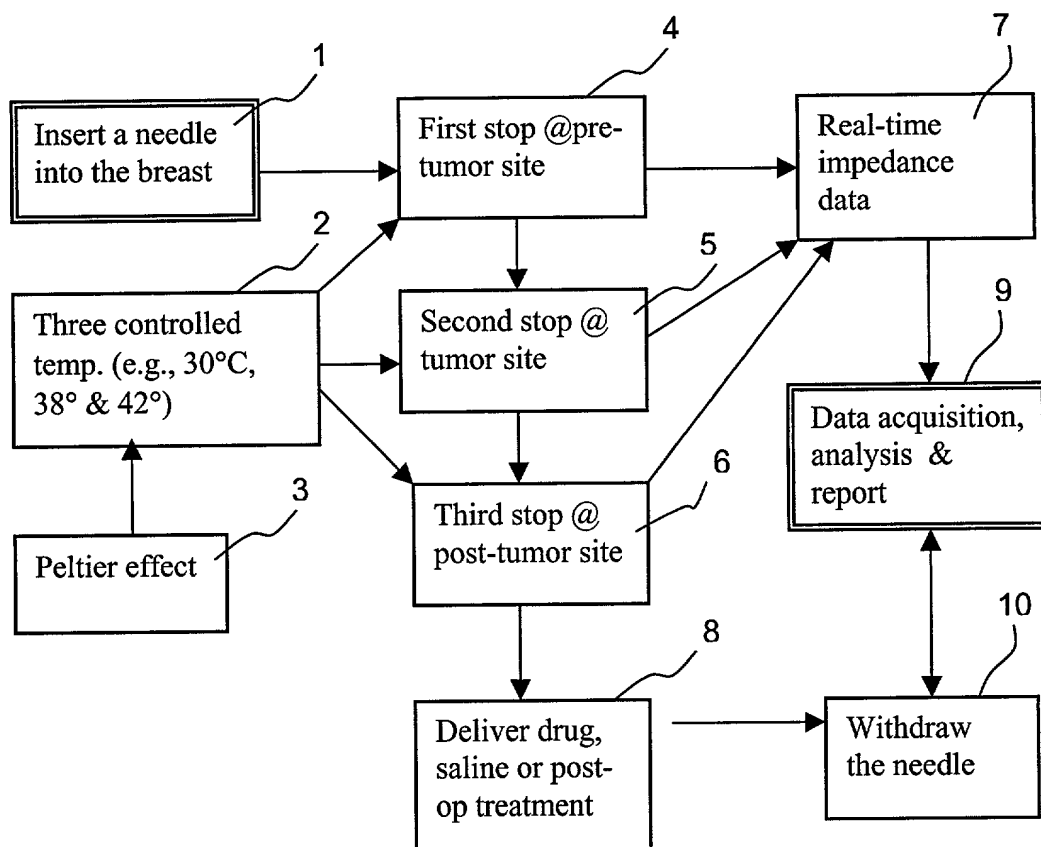 1
Insert a needle
into the breast
4
First stop @pre-
tumor site
7
Real-time
impedance
data
2
Three controlled
temp. (e.g., 30°C,
38° & 42°)
5
Second stop @
tumor site
9
Data acquisition,
analysis &
report
3
Peltier effect
6
Third stop @
post-tumor site
8
Deliver drug,
saline or post-
op treatment
10
Withdraw
the needle